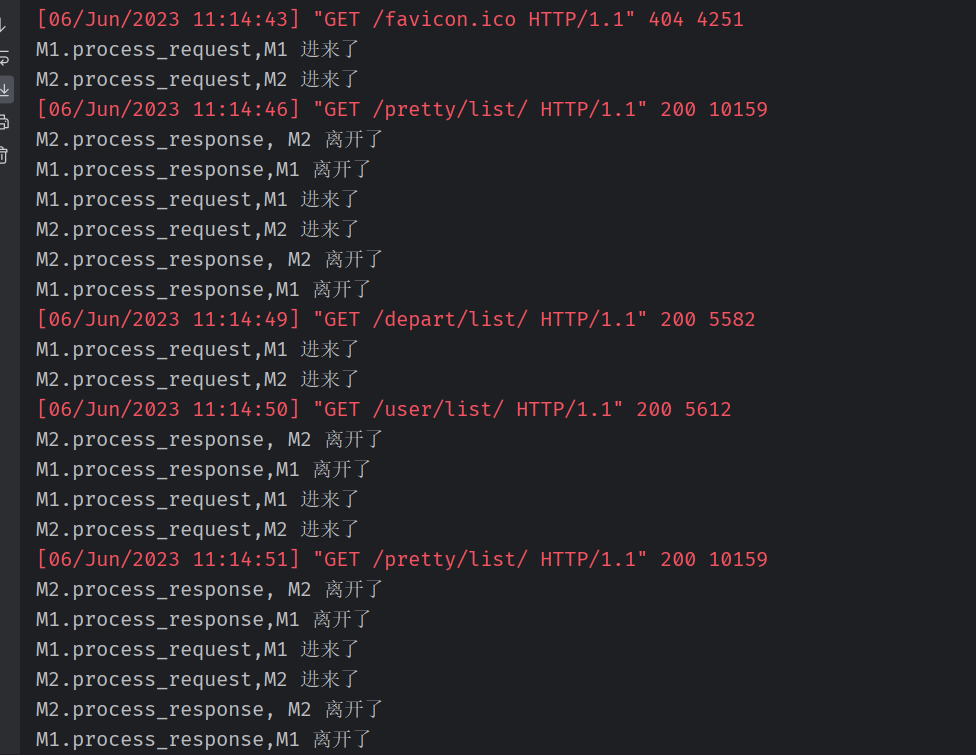 [06/Jun/2023 11:14:43] "GET /favicon.ico HTTP/1.1" 404 4251
M1.process_request,M1 进来了
M2.process_request,M2 进来了
[06/Jun/2023 11:14:46] "GET /pretty/list/ HTTP/1.1" 200 10159
M2.process_response, M2 离开了
M1.process_response,M1 离开了
M1.process_request,M1 进来了
M2.process_request,M2 进来了
M2.process_response, M2 离开了
M1.process_response,M1 离开了
[06/Jun/2023 11:14:49] "GET /depart/list/ HTTP/1.1" 200 5582
M1.process_request,M1 进来了
M2.process_request,M2 进来了
[06/Jun/2023 11:14:50] "GET /user/list/ HTTP/1.1" 200 5612
M2.process_response, M2 离开了
M1.process_response,M1 离开了
M1.process_request,M1 进来了
M2.process_request,M2 进来了
[06/Jun/2023 11:14:51] "GET /pretty/list/ HTTP/1.1" 200 10159
M2.process_response, M2 离开了
M1.process_response,M1 离开了
M1.process_request,M1 进来了
M2.process_request,M2 进来了
M2.process_response, M2 离开了
M1.process_response,M1 离开了